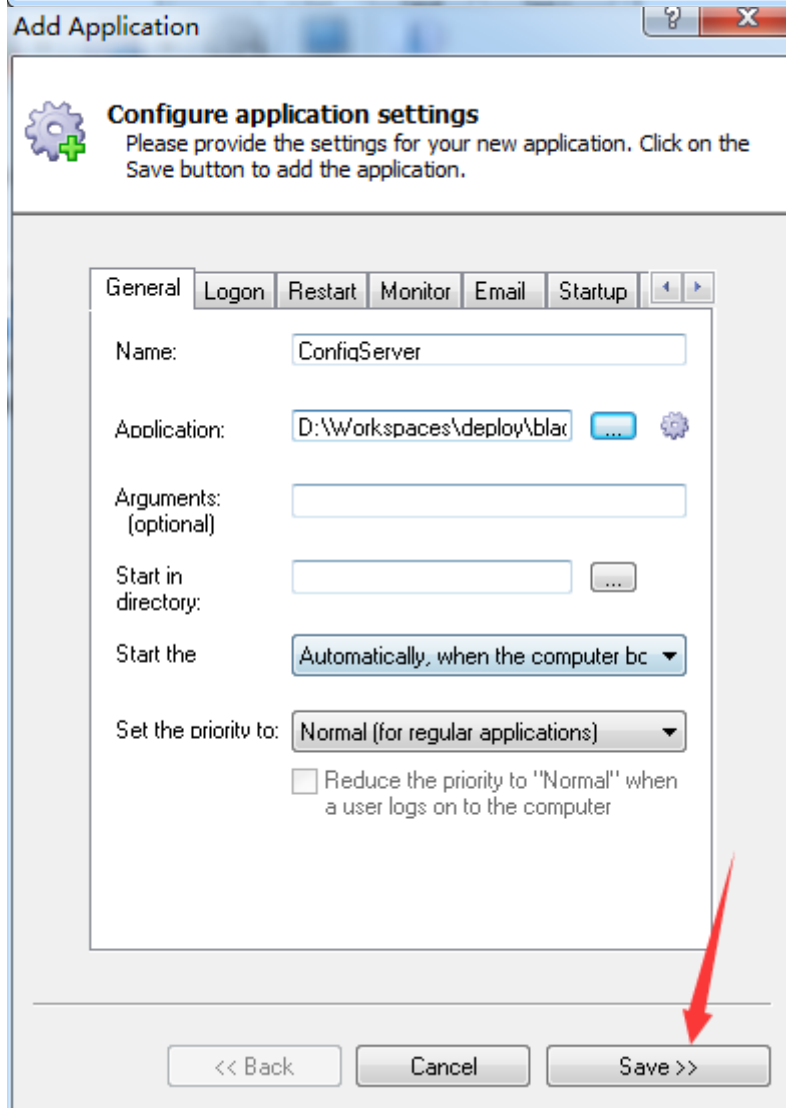 Add Application
Configure application settings
Please provide the settings for your new application. Click on the
Save button to add the application.
General Logon Restart Monitor Email Startup
Name: ConfigServer
Application: D:\Workspaces\deploy\blac ...
Arguments:
(optional)
Start in
directory: ...
Start the Automatically, when the computer bo
Set the priority to: Normal (for regular applications)
Reduce the priority to "Normal" when
a user logs on to the computer
<< Back Cancel Save >>